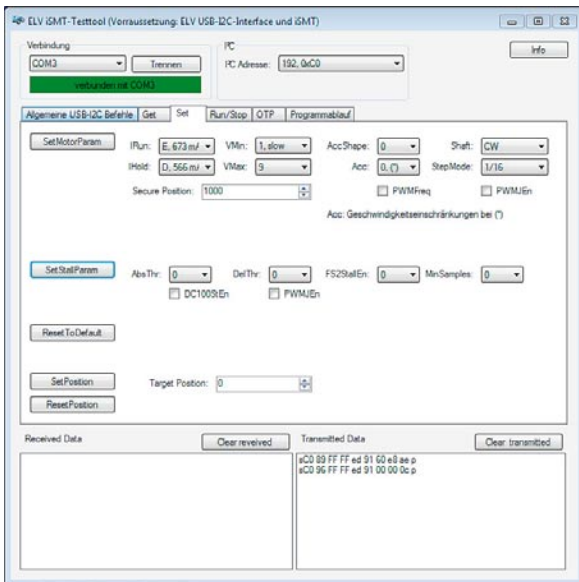 ELV iSMT-Testtool (Vorraussetzung: ELV USB-I2C-Interface und iSMT)
Verbindung
COM3
Trennen
verbunden mit COM3
I²C
I²C Adresse: 192, 0xC0
Info
Algemeine USB-I2C Befehle Get Set Run/Stop OTP Programmablauf
SetMotorParam
IRun: E, 673 mA VMin: 1, slow AccShape: 0 Shaft: CW
IHold: D, 566 mA VMax: 9 Acc: 0, (*) StepMode: 1/16
Secure Position: 1000 PWMFreq PWMJEn
Acc: Geschwindigketseinschränkungen bei (*)
SetStallParam
AbsThr: 0 DelThr: 0 FS2StallEn: 0 MinSamples: 0
DC100StEn PWMJEn
ResetToDefault
SetPosition Target Position: 0
ResetPosition
Received Data Clear reveived Transmitted Data Clear transmitted
sC0 89 FF FF ed 91 60 e8 ae p
sC0 96 FF FF ed 91 00 00 0c p